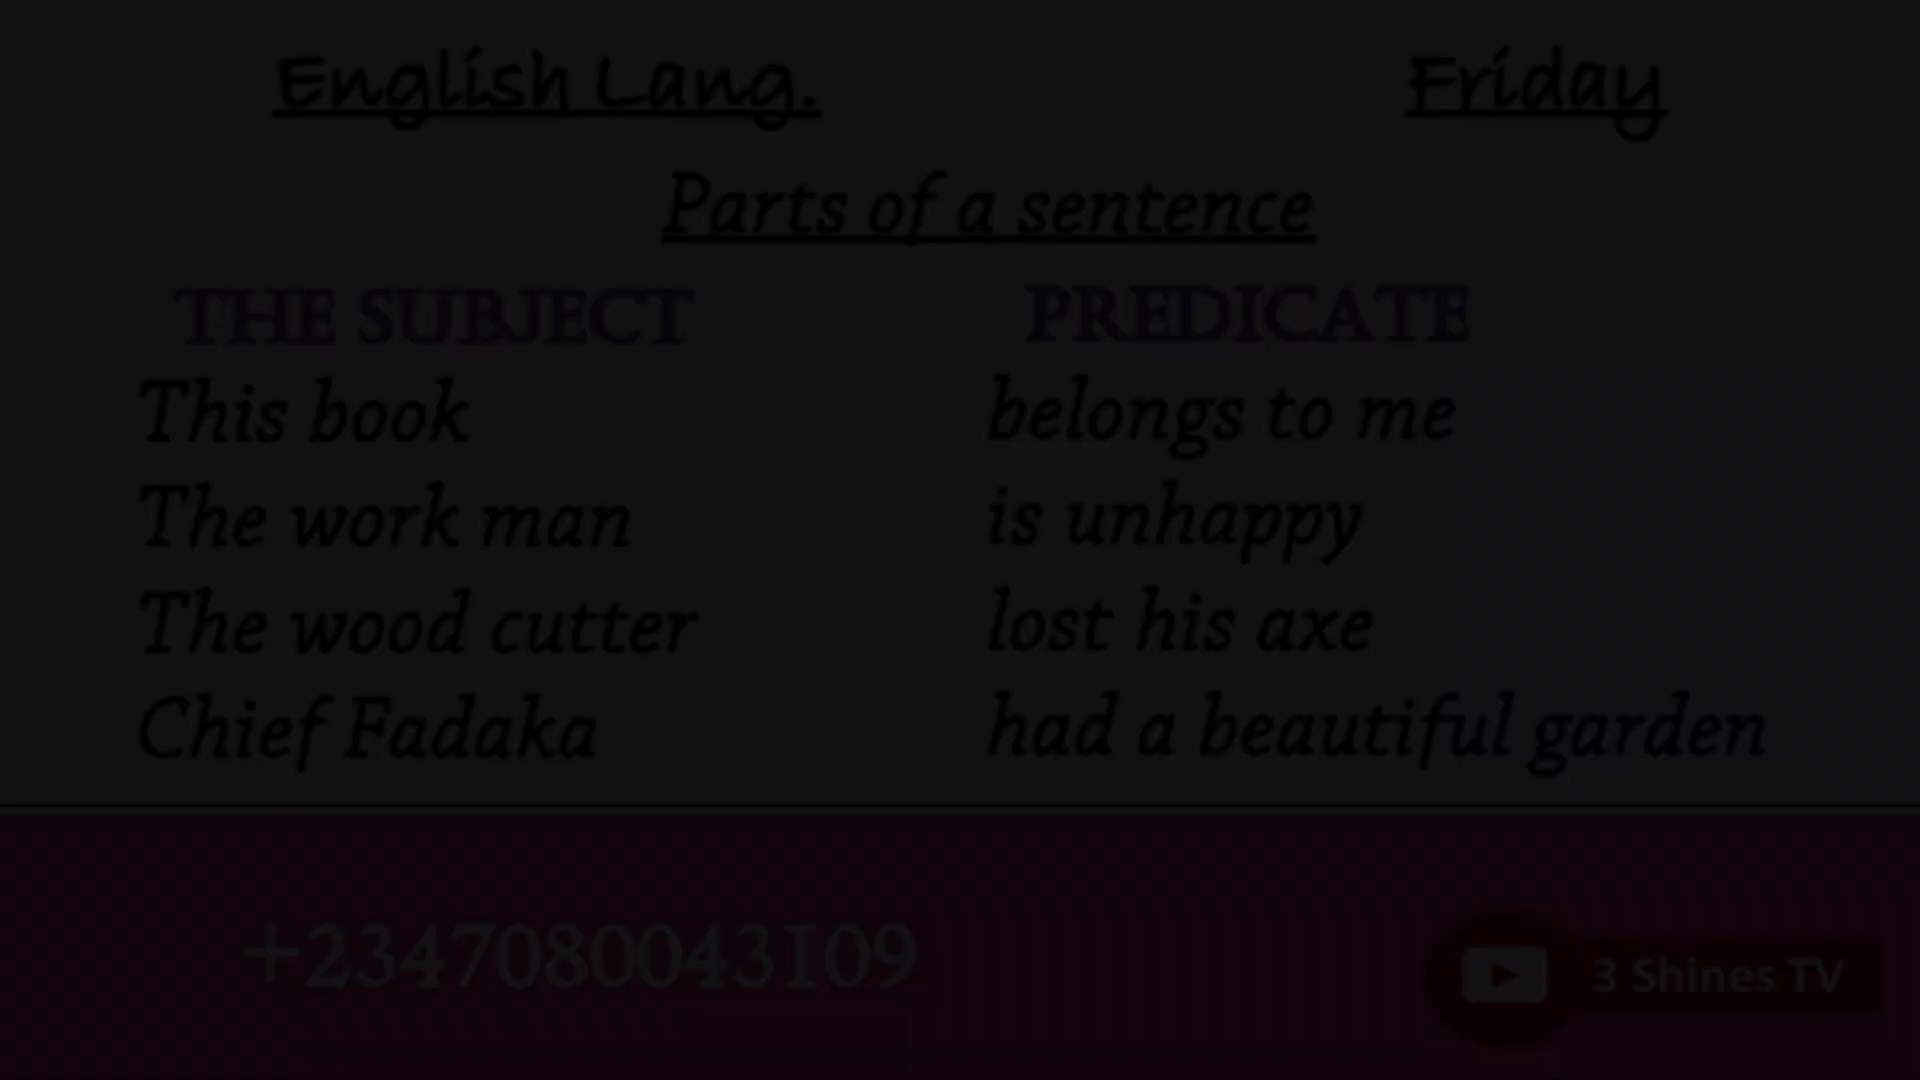 English Lang. Friday
Parts of a sentence
THE SUBJECT PREDICATE
This book belongs to me
The work man is unhappy
The wood cutter lost his axe
Chief Fadaka had a beautiful garden
+2347080043109 3 Shines TV